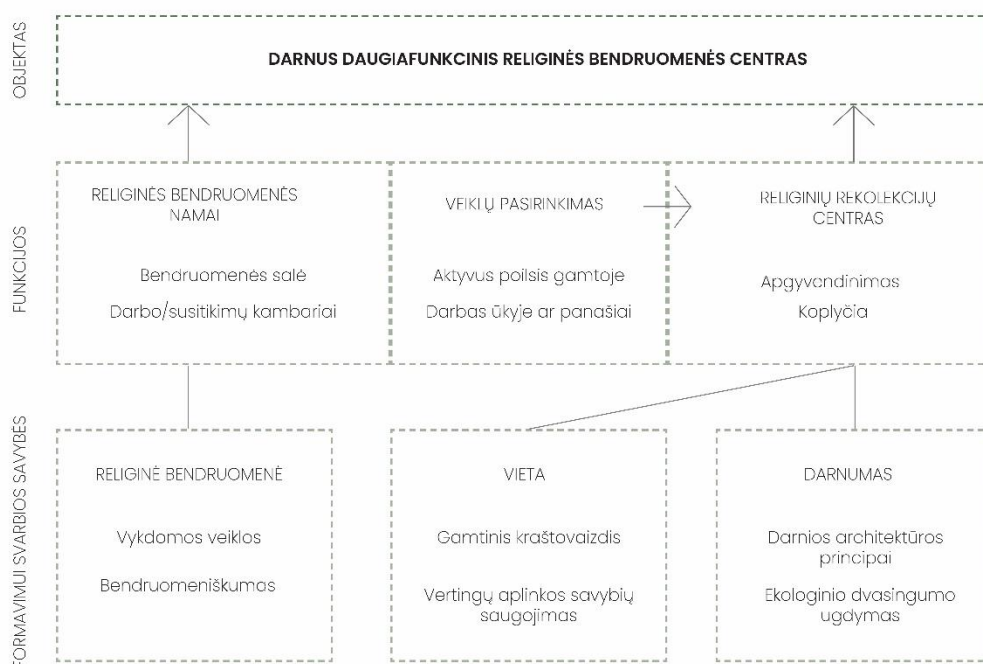 OBJEKTAS
DARNUS DAUGIAFUNKCINIS RELIGINĖS BENDRUOMENĖS CENTRAS
FUNKCIJOS
RELIGINĖS BENDRUOMENĖS
NAMAI
Bendruomenės salė
Darbo/susitikimų kambariai
VEIKLŲ PASIRINKIMAS
Aktyvus poilsis gamtoje
Darbas ūkyje ar panašiai
RELIGINIŲ REKOLEKCIJŲ
CENTRAS
Apgyvandinimas
Koplyčia
FORMAVIMUI SVARBIOS SAVYBĖS
RELIGINĖ BENDRUOMENĖ
Vykdomos veiklos
Bendruomeniškumas
VIETA
Gamtinis kraštovaizdis
Vertingų aplinkos savybių
saugojimas
DARNUMAS
Darnios architektūros
principai
Ekologinio dvasingumo
ugdymas